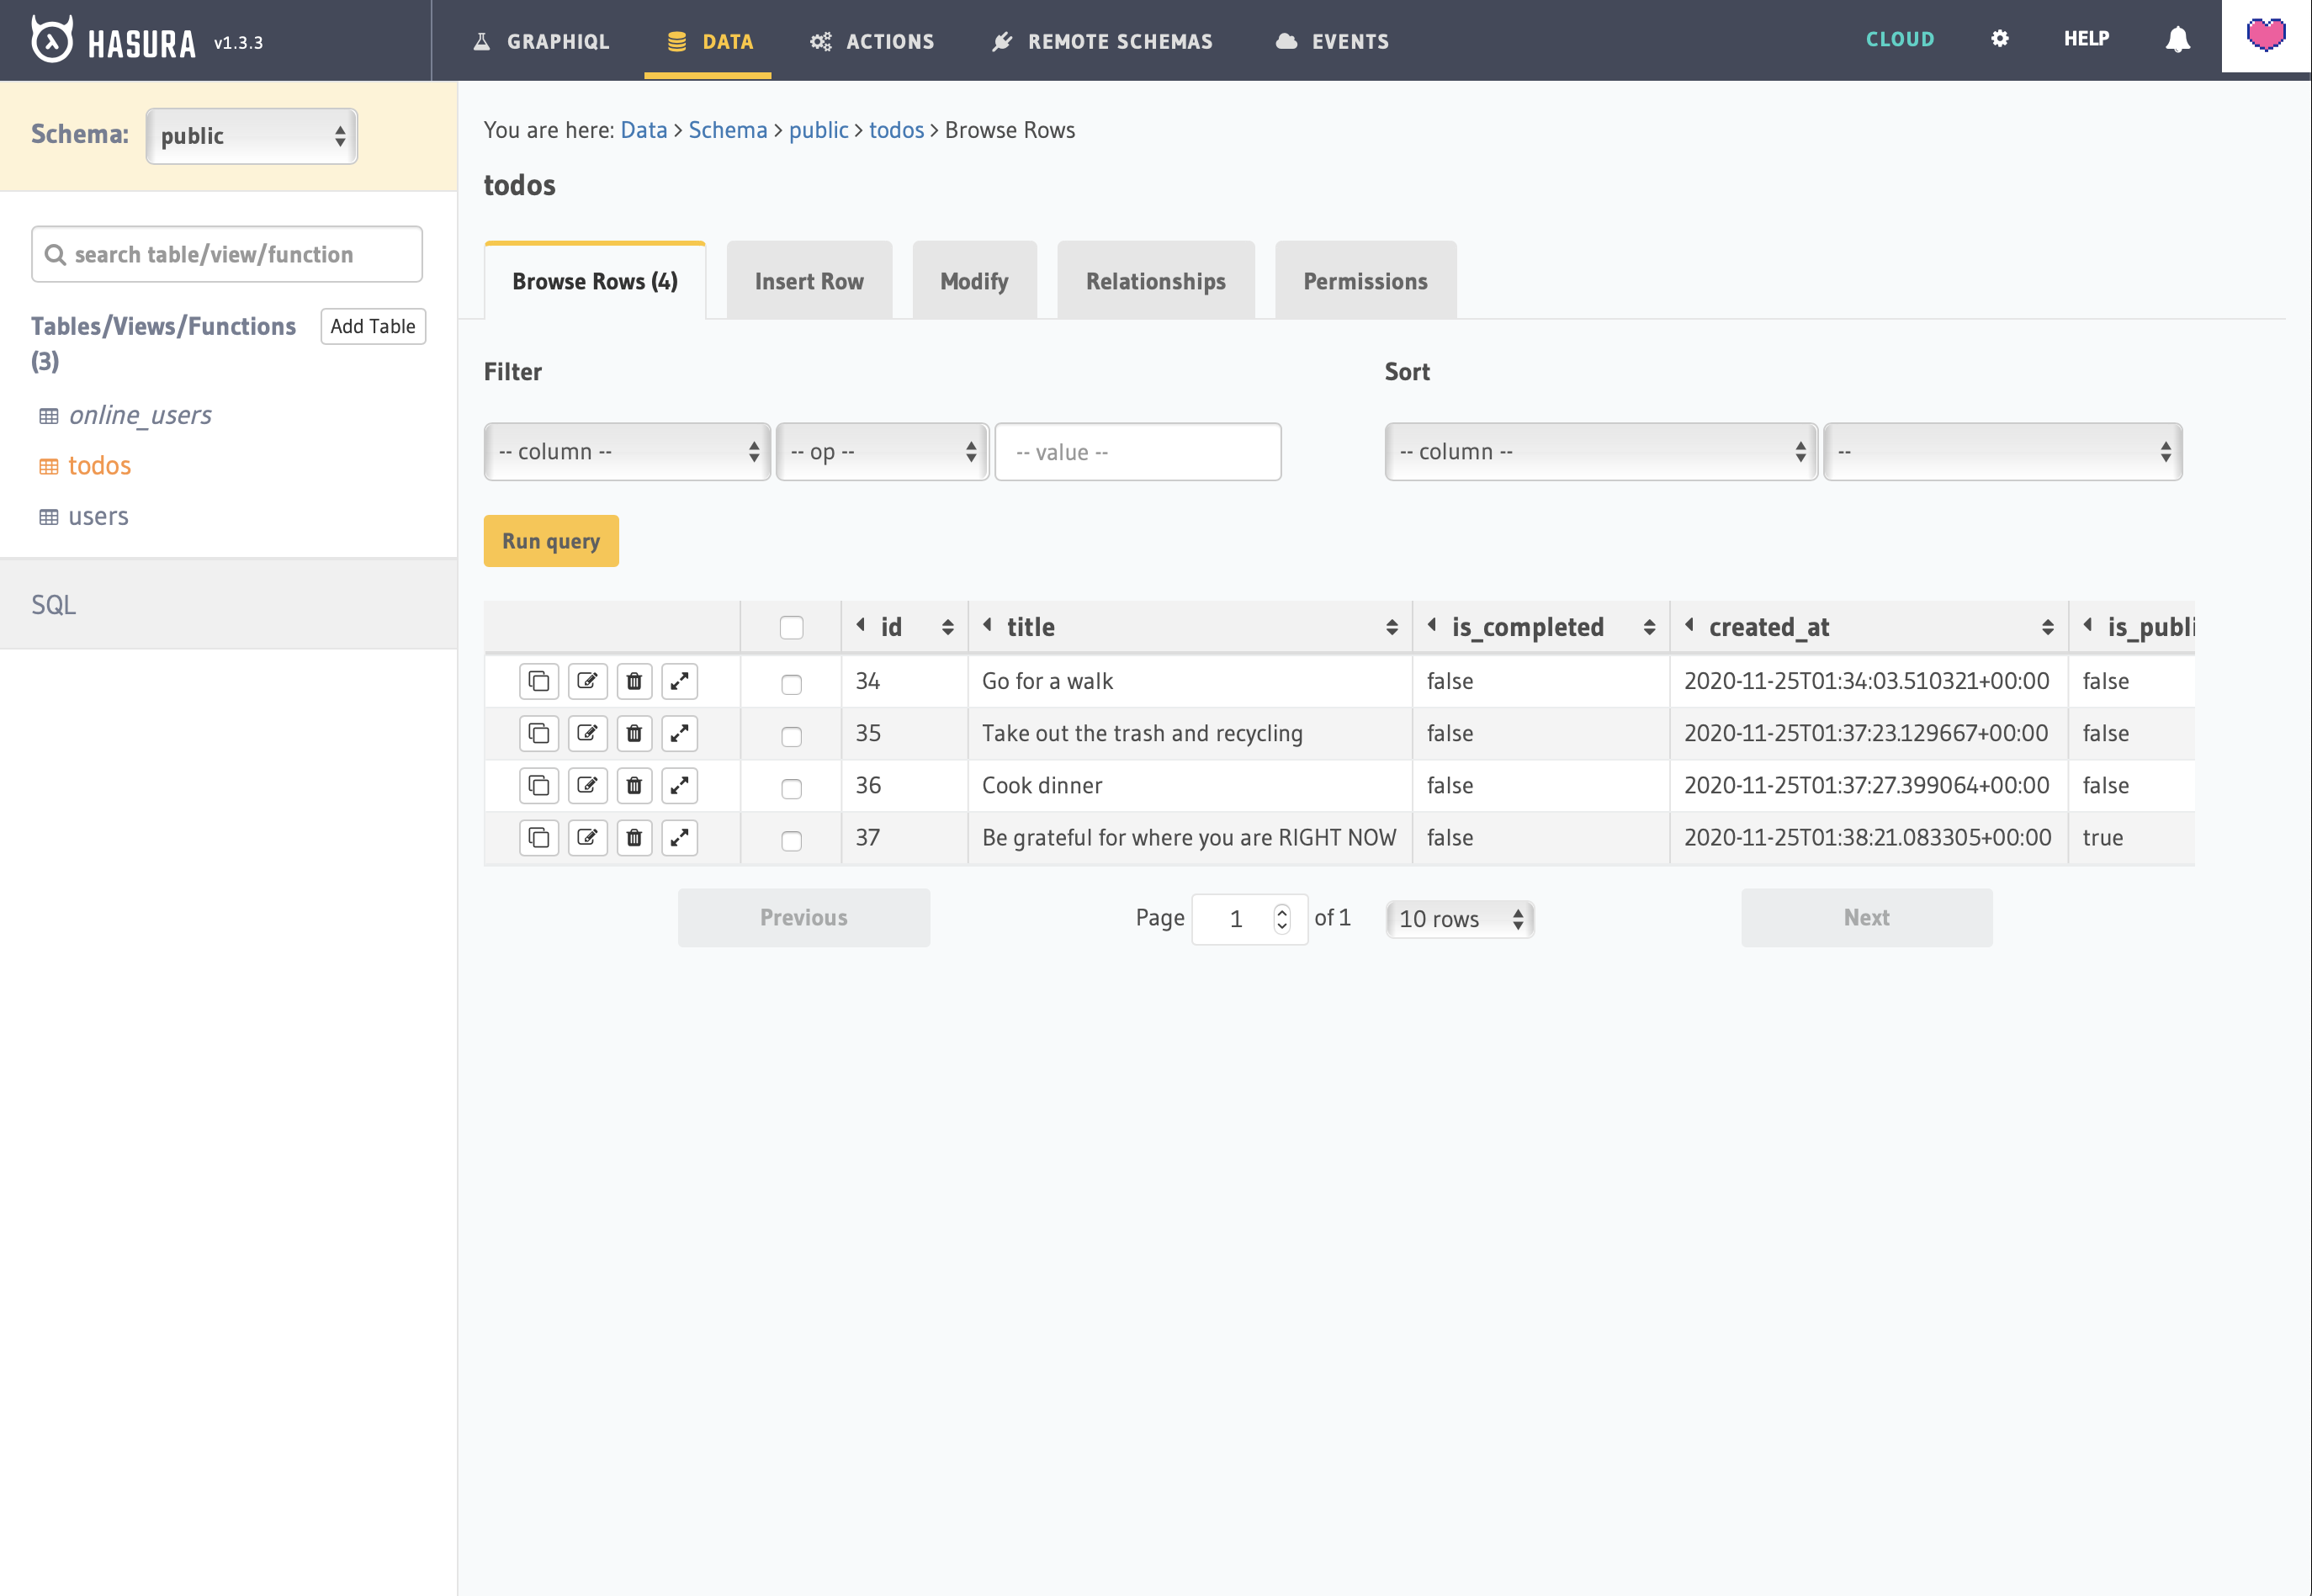 HASURA v1.3.3 GRAPHIQL DATA ACTIONS REMOTE SCHEMAS EVENTS CLOUD HELP
Schema: public
search table/view/function
Tables/Views/Functions (3) Add Table
online_users
todos
users
SQL
You are here: Data > Schema > public > todos > Browse Rows
todos
Browse Rows (4) Insert Row Modify Relationships Permissions
Filter Sort
-- column -- -- op -- -- value -- -- column -- --
Run query
id title is_completed created_at is_publi
34 Go for a walk false 2020-11-25T01:34:03.510321+00:00 false
35 Take out the trash and recycling false 2020-11-25T01:37:23.129667+00:00 false
36 Cook dinner false 2020-11-25T01:37:27.399064+00:00 false
37 Be grateful for where you are RIGHT NOW false 2020-11-25T01:38:21.083305+00:00 true
Previous Page 1 of 1 10 rows Next